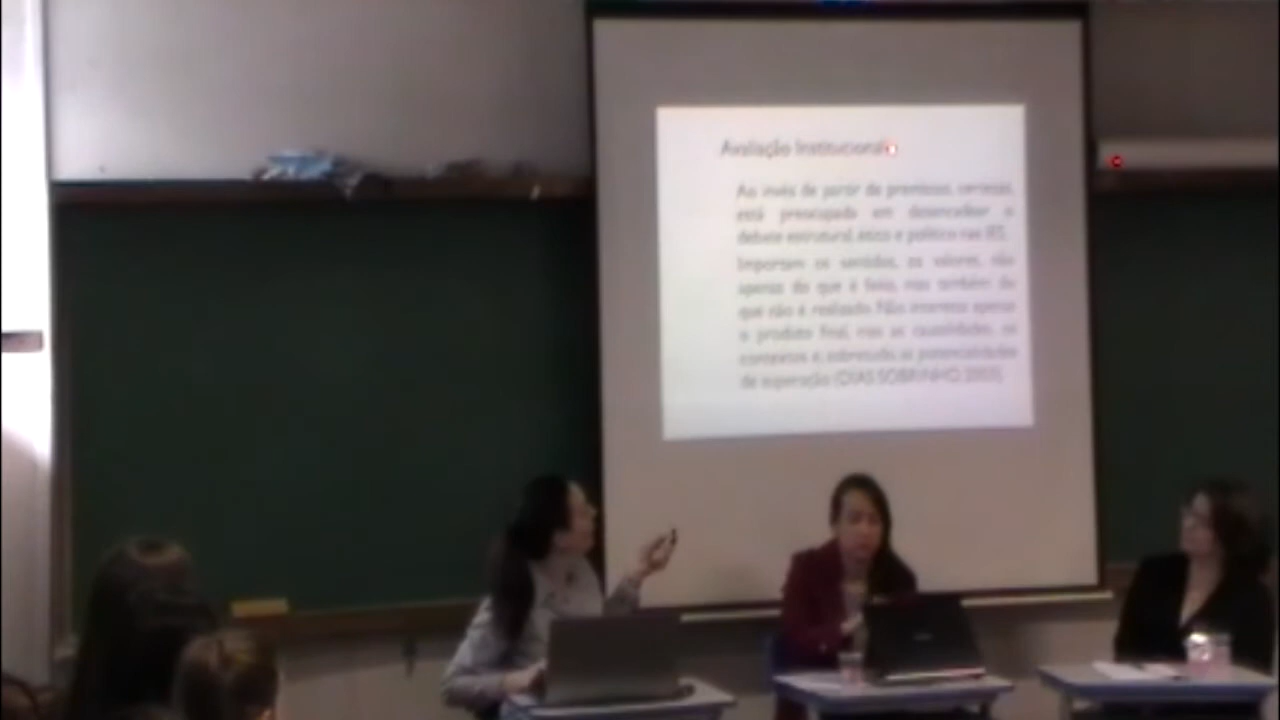 Avaliação Institucional
Ao invés de partir de premissas, certezas,
está preocupada em desencadear o
debate estrutural, ético e político nas IES.
Importam os sentidos, os valores, não
apenas do que é feito, mas também do
que não é realizado. Não interessa apenas
o produto final, mas as causalidades, os
contextos e sobretudo as potencialidades
de superação (DIAS SOBRINHO, 2003)